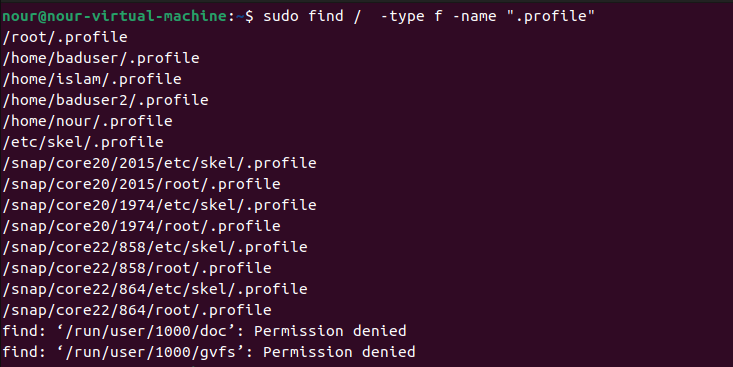 nour@nour-virtual-machine:~$ sudo find /  -type f -name ".profile"
/root/.profile
/home/baduser/.profile
/home/islam/.profile
/home/baduser2/.profile
/home/nour/.profile
/etc/skel/.profile
/snap/core20/2015/etc/skel/.profile
/snap/core20/2015/root/.profile
/snap/core20/1974/etc/skel/.profile
/snap/core20/1974/root/.profile
/snap/core22/858/etc/skel/.profile
/snap/core22/858/root/.profile
/snap/core22/864/etc/skel/.profile
/snap/core22/864/root/.profile
find: ‘/run/user/1000/doc’: Permission denied
find: ‘/run/user/1000/gvfs’: Permission denied